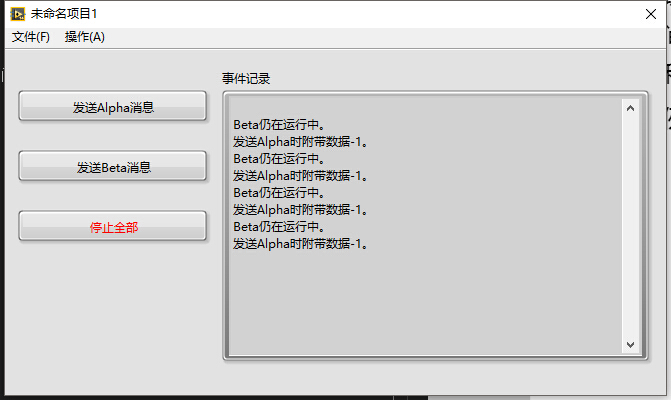 未命名项目1
文件(F) 操作(A)
事件记录
发送Alpha消息
发送Beta消息
停止全部
Beta仍在运行中。
发送Alpha时附带数据-1。
Beta仍在运行中。
发送Alpha时附带数据-1。
Beta仍在运行中。
发送Alpha时附带数据-1。
Beta仍在运行中。
发送Alpha时附带数据-1。